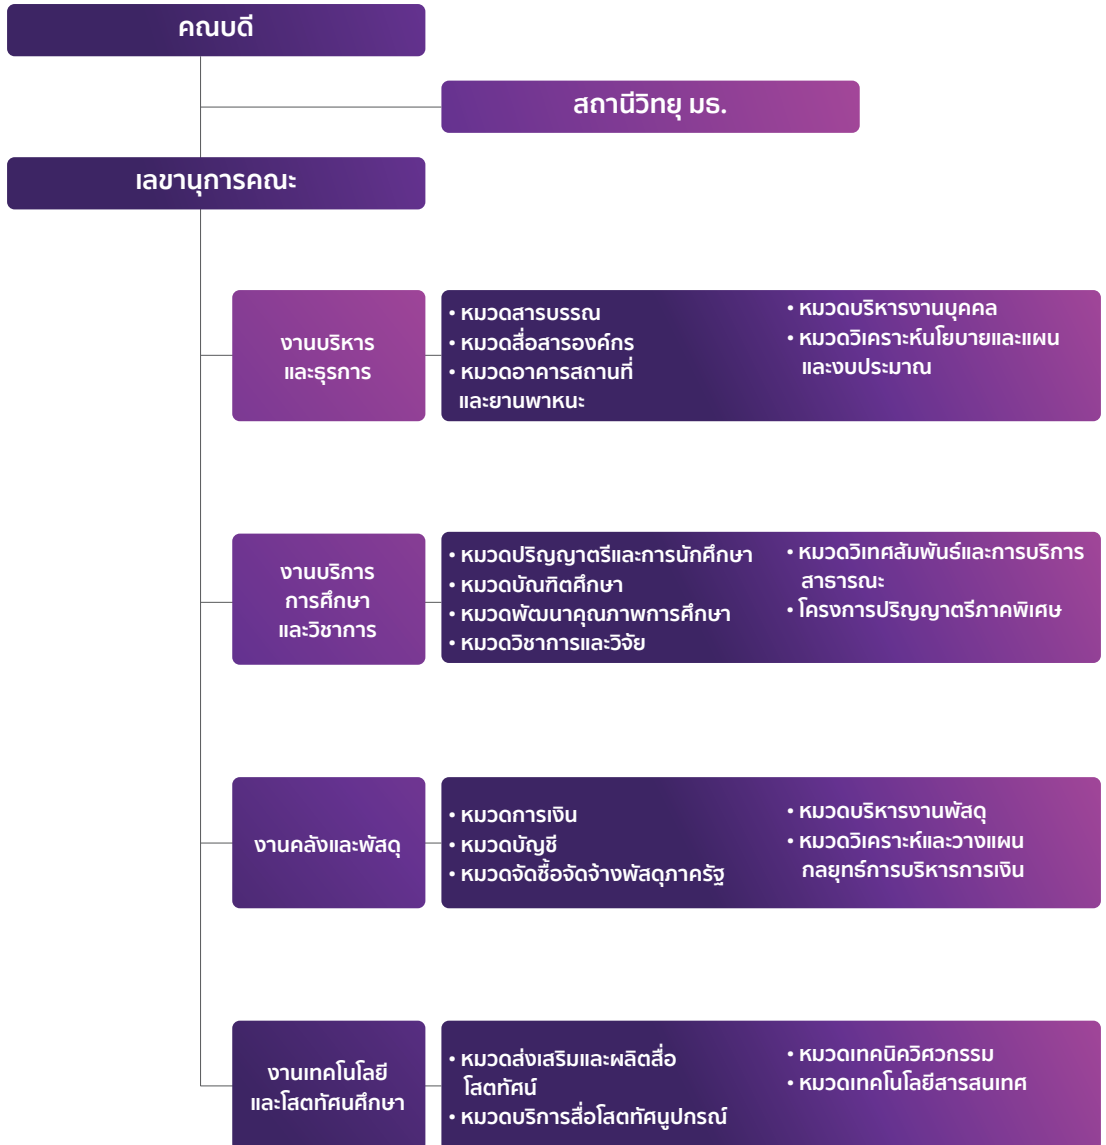 คณบดี
สถานีวิทยุ มธ.
เลขานุการคณะ
งานบริหาร
และธุรการ
• หมวดสารบรรณ
• หมวดสื่อสารองค์กร
• หมวดอาคารสถานที่
และยานพาหนะ
• หมวดบริหารงานบุคคล
• หมวดวิเคราะห์นโยบายและแผน
และงบประมาณ
งานบริการ
การศึกษา
และวิชาการ
• หมวดปริญญาตรีและการนักศึกษา
• หมวดบัณฑิตศึกษา
• หมวดพัฒนาคุณภาพการศึกษา
• หมวดวิชาการและวิจัย
• หมวดวิเทศสัมพันธ์และการบริการ
สาธารณะ
• โครงการปริญญาตรีภาคพิเศษ
งานคลังและพัสดุ
• หมวดการเงิน
• หมวดบัญชี
• หมวดจัดซื้อจัดจ้างพัสดุภาครัฐ
• หมวดบริหารงานพัสดุ
• หมวดวิเคราะห์และวางแผน
กลยุทธ์การบริหารการเงิน
งานเทคโนโลยี
และโสตทัศนศึกษา
• หมวดส่งเสริมและผลิตสื่อ
โสตทัศน์
• หมวดบริการสื่อโสตทัศนูปกรณ์
• หมวดเทคนิควิศวกรรม
• หมวดเทคโนโลยีสารสนเทศ